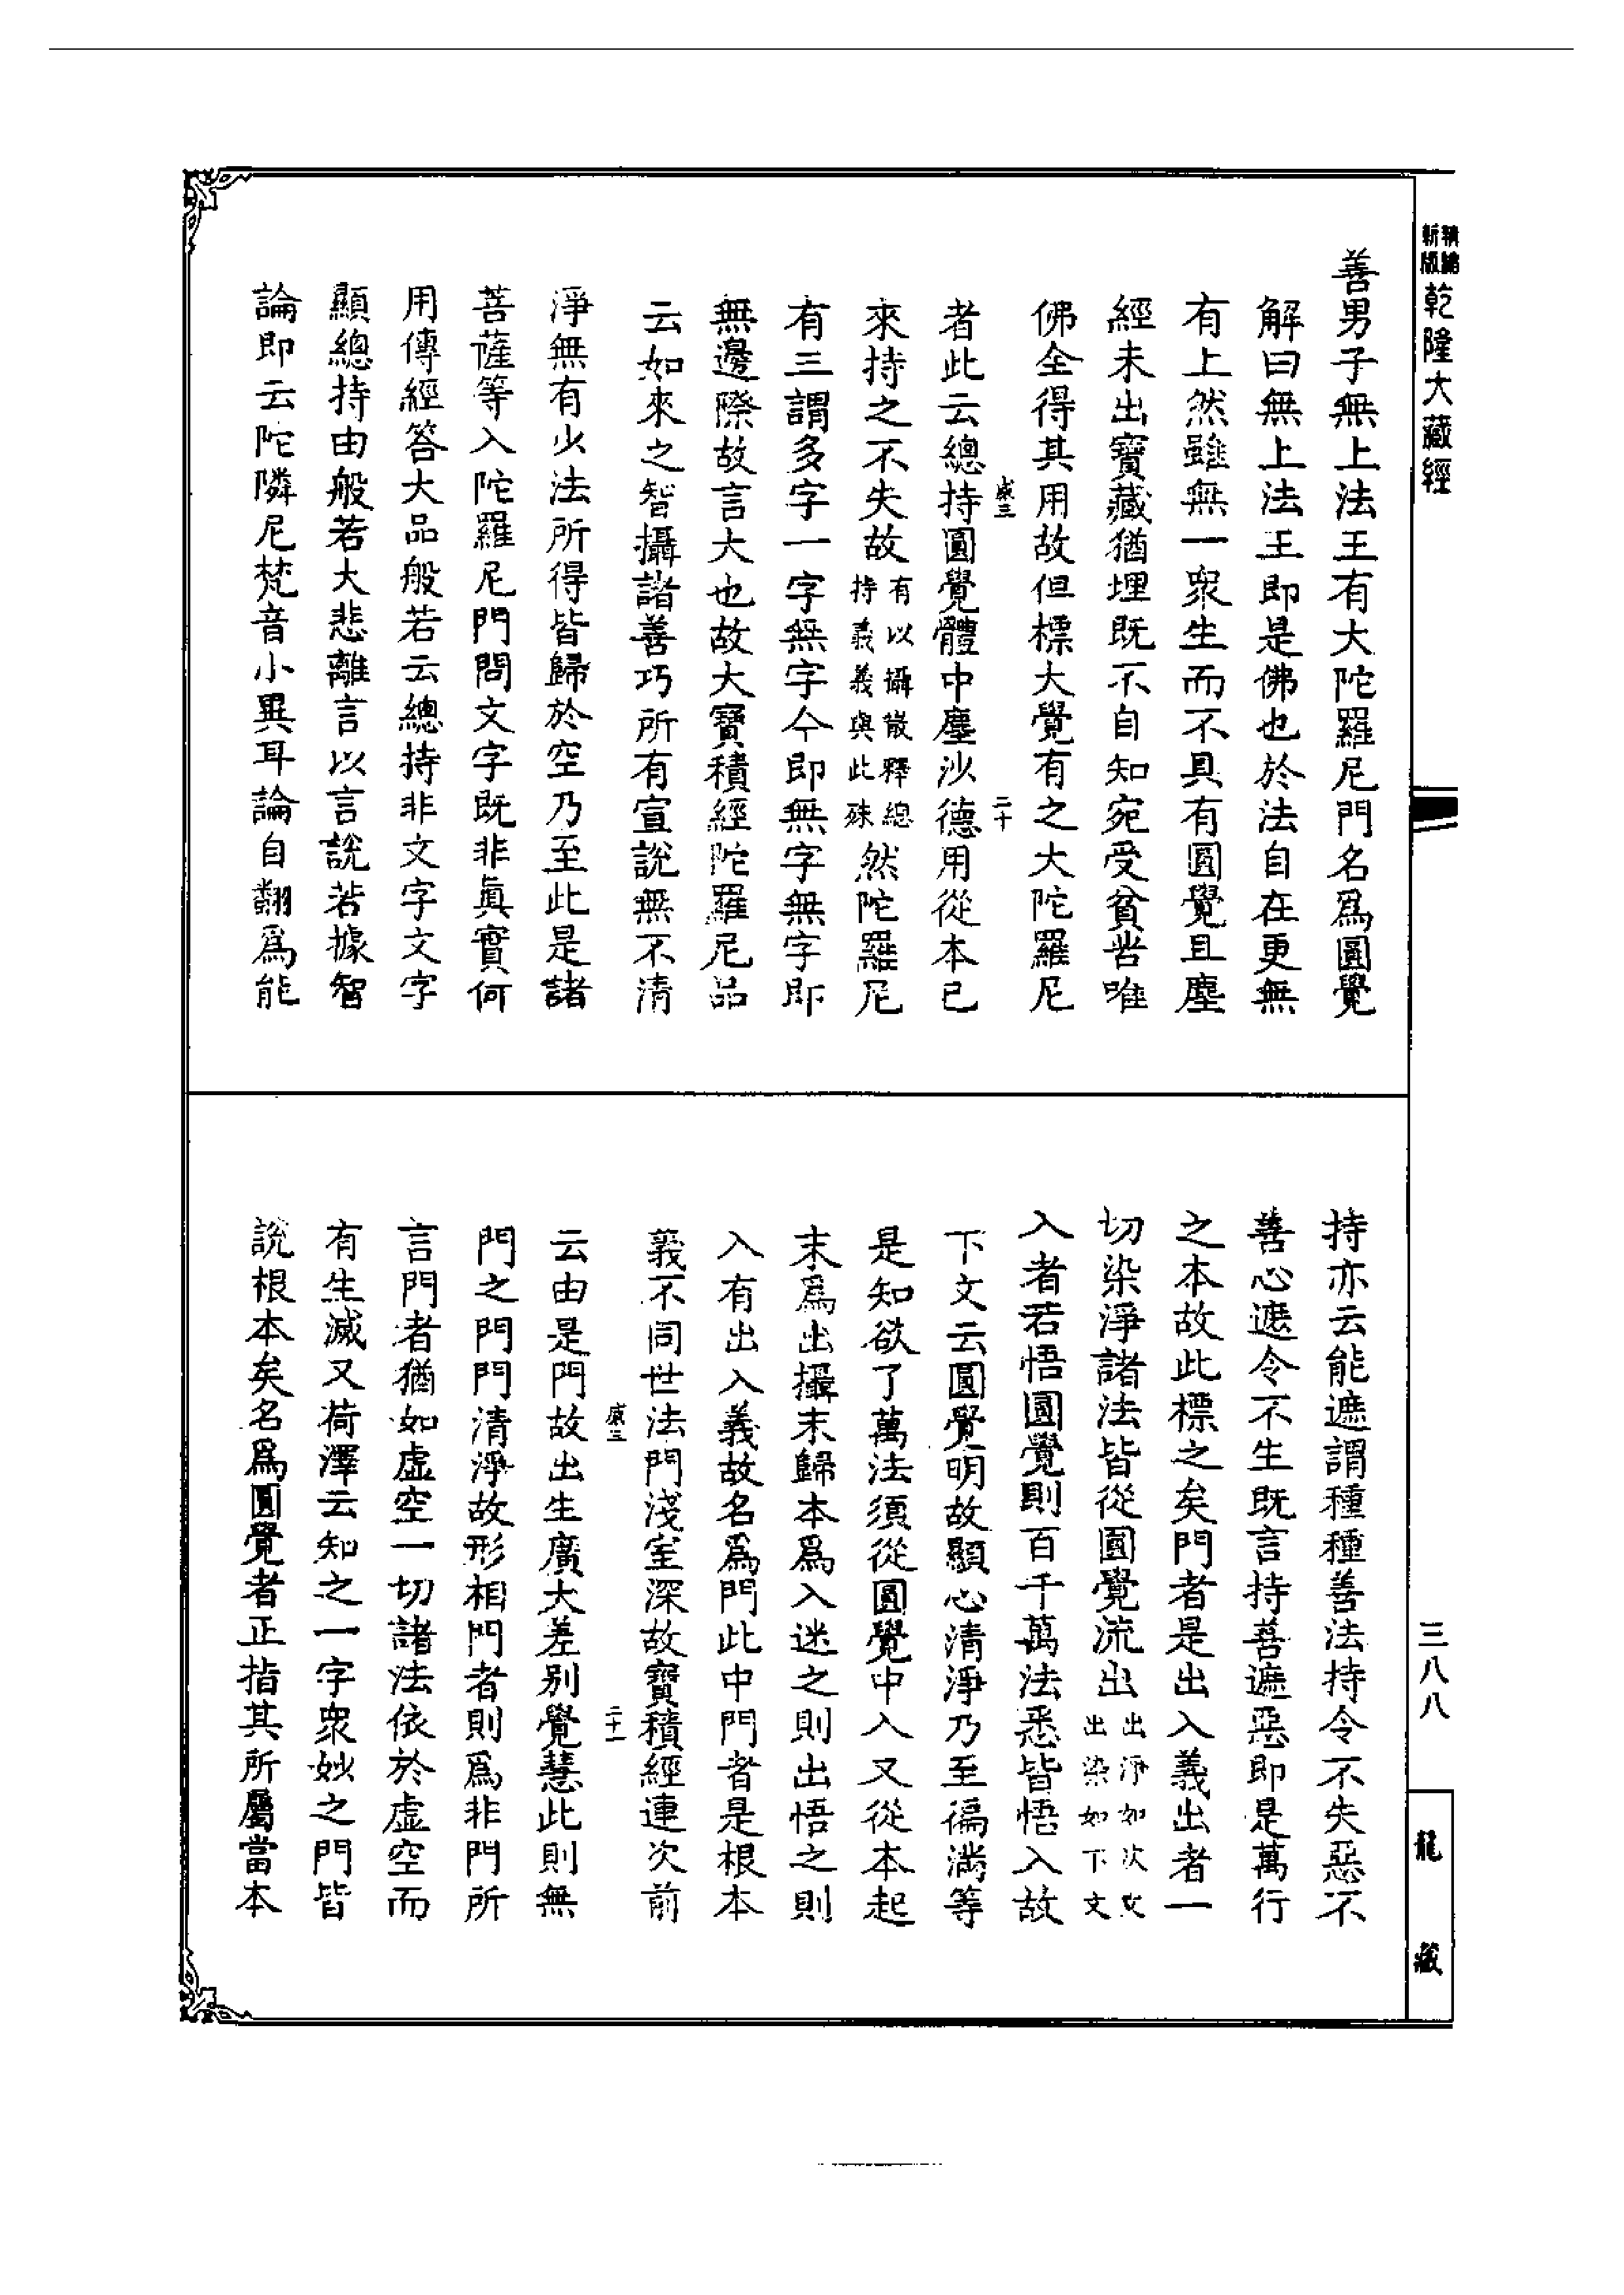 新編
新版
乾隆大藏經
善男子無上法王有大陀羅尼門名爲圓覺
解曰無上法王即是佛也於法自在更無
有上然雖無一衆生而不具有圓覺且塵
經未出寶藏猶埋既不自知宛受貧苦唯
佛全得其用故但標大覺有之大陀羅尼
者此云總持圓覺體中塵沙德用從本已
來持之不失故有以攝嵌釋總持義義與此殊然陀羅尼
有三謂多字一字無字今即無字無字即
無邊際故言大也故大寶積經陀羅尼品
云如來之智攝諸善巧所有宣說無不清
淨無有少法所得皆歸於空乃至此是諸
菩薩等入陀羅尼門問文字既非眞實何
用傳經答大品般若云總持非文字文字
顯總持由般若大悲離言以言說若據智
論即云陀隣尼梵音小異耳論自翻爲能
二十
持亦云能遮謂種種善法持令不失惡不
善心遮令不生既言持善遮惡即是萬行
之本故此標之矣門者是出入義出者一
切染淨諸法皆從圓覺流出出淨如次文出染如下文
入者若悟圓覺則百千萬法悉皆悟入故
下文云圓覺明故顯心清淨乃至徧滿等
是知欲了萬法須從圓覺中入又從本起
末爲出攝末歸本爲入迷之則出悟之則
入有出入義故名爲門此中門者是根本
義不同世法門淺室深故寶積經連次前
云由是門故出生廣大差別覺慧此則無
門之門門清淨故形相門者則爲非門所
言門者猶如虛空一切諸法依於虛空而
有生滅又荷澤云知之一字衆妙之門皆
說根本矣名爲圓覺者正指其所屬當本
二十一
三八八
龍藏